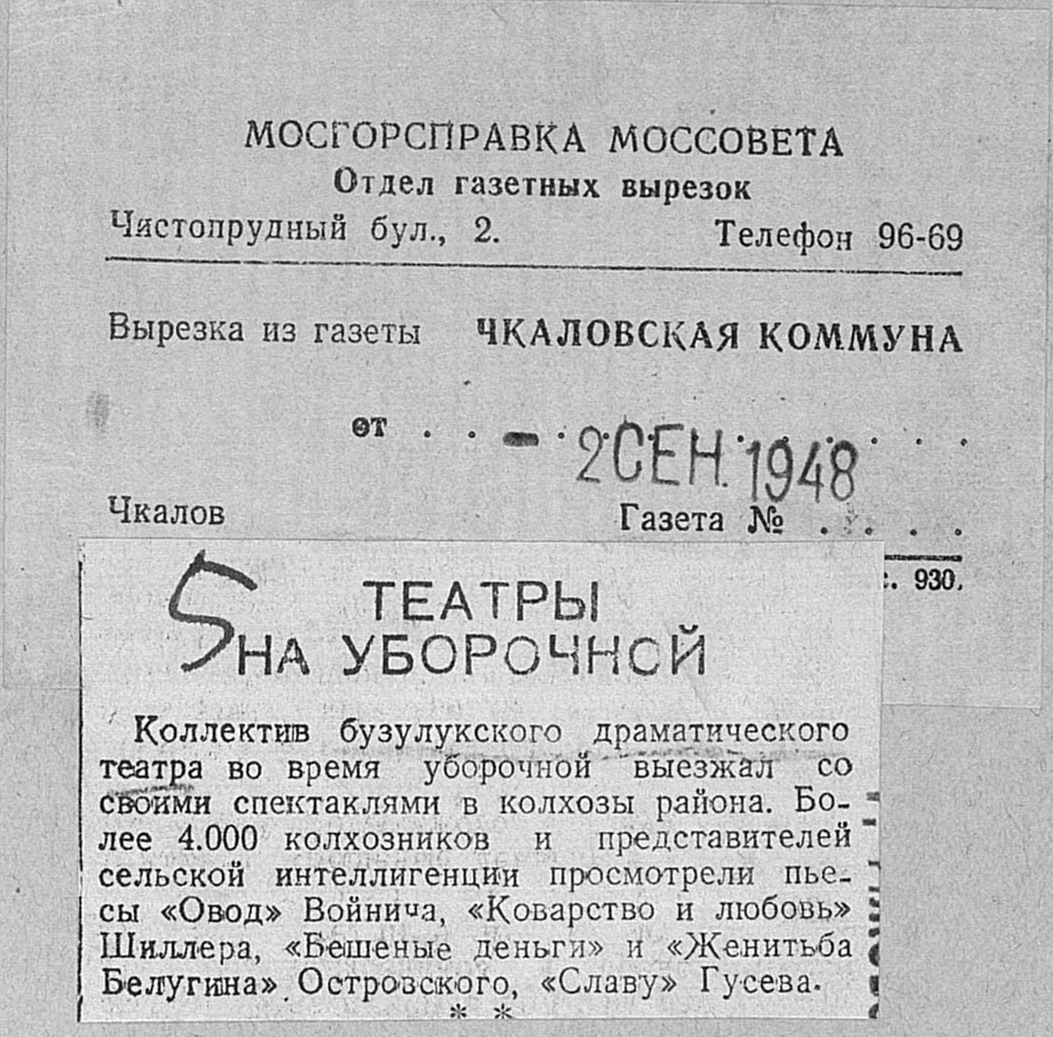 МОСГОРСПРАВКА МОССОВЕТА
Отдел газетных вырезок
Чистопрудный бул., 2. Телефон 96-69
Вырезка из газеты ЧКАЛОВСКАЯ КОММУНА
от . . - 2 СЕН. 1948 . . .
Чкалов Газета № . . . .
. 930.
5
ТЕАТРЫ
НА УБОРОЧНОЙ
Коллектив бузулукского драматического
театра во время уборочной выезжал со
своими спектаклями в колхозы района. Бо-
лее 4.000 колхозников и представителей
сельской интеллигенции просмотрели пье-
сы «Овод» Войнича, «Коварство и любовь»
Шиллера, «Бешеные деньги» и «Женитьба
Белугина» Островского, «Славу» Гусева.
* *